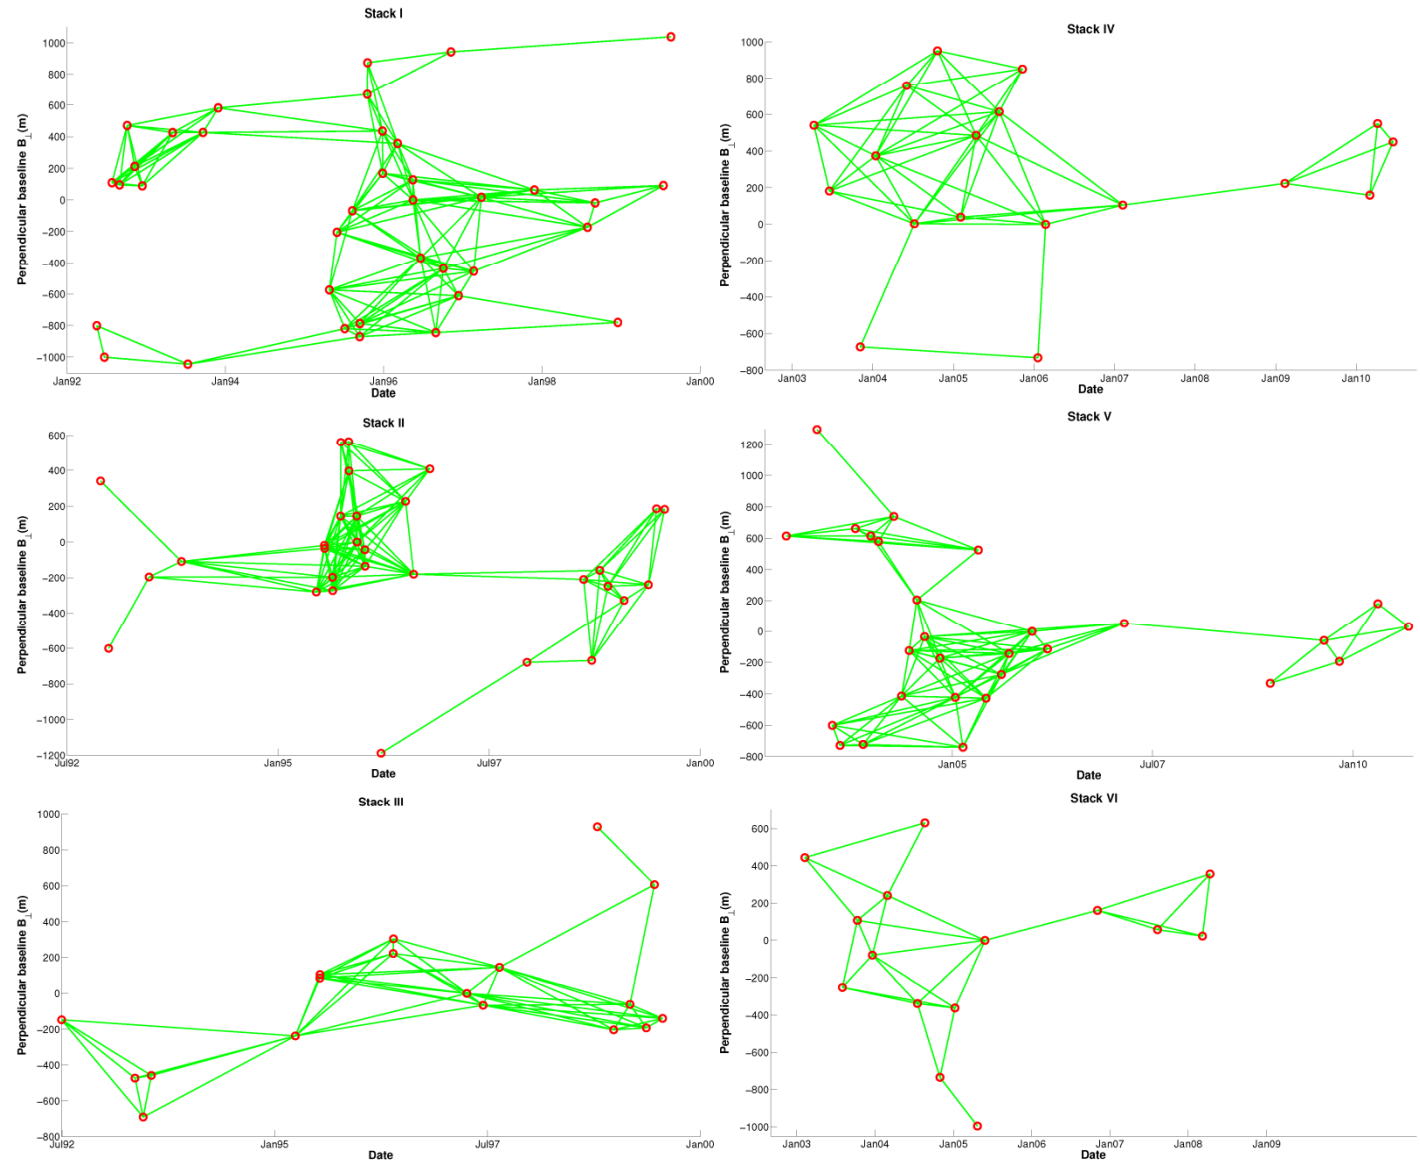 Stack I
Perpendicular baseline B⊥(m)
1000
800
600
400
200
0
−200
−400
−600
−800
−1000
Jan92
Jan94
Jan96
Jan98
Jan00
Date
Stack IV
Perpendicular baseline B⊥(m)
1000
800
600
400
200
0
−200
−400
−600
−800
Jan03
Jan04
Jan05
Jan06
Jan07
Jan08
Jan09
Jan10
Date
Stack II
Perpendicular baseline B⊥(m)
600
400
200
0
−200
−400
−600
−800
−1000
−1200
Jul92
Jan95
Jul97
Jan00
Date
Stack V
Perpendicular baseline B⊥(m)
1200
1000
800
600
400
200
0
−200
−400
−600
−800
Jan05
Jul07
Jan10
Date
Stack III
Perpendicular baseline B⊥(m)
1000
800
600
400
200
0
−200
−400
−600
−800
Jul92
Jan95
Jul97
Jan00
Date
Stack VI
Perpendicular baseline B⊥(m)
600
400
200
0
−200
−400
−600
−800
−1000
Jan03
Jan04
Jan05
Jan06
Jan07
Jan08
Jan09
Date